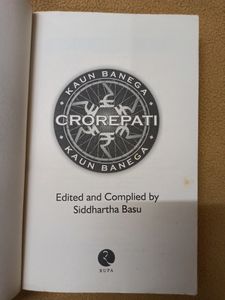 KAUN BANEGA
CROREPATI
KAUN BANEGA
Edited and Complied by
Siddhartha Basu
RUPA